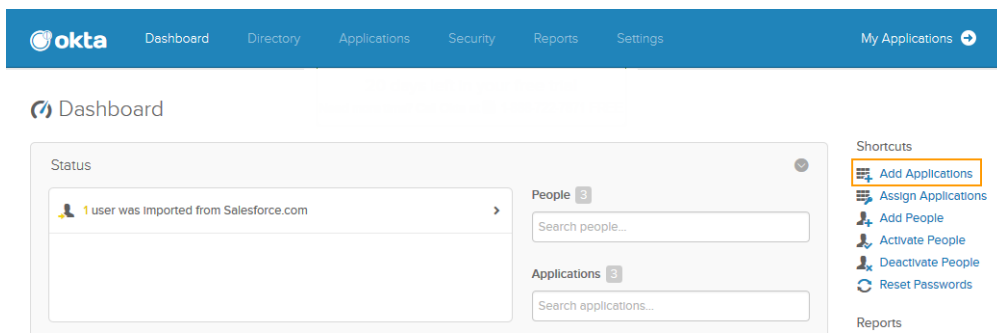 okta Dashboard Directory Applications Security Reports Settings My Applications
Dashboard
Status
1 user was imported from Salesforce.com
People 3
Search people...
Applications 3
Search applications...
Shortcuts
Add Applications
Assign Applications
Add People
Activate People
Deactivate People
Reset Passwords
Reports